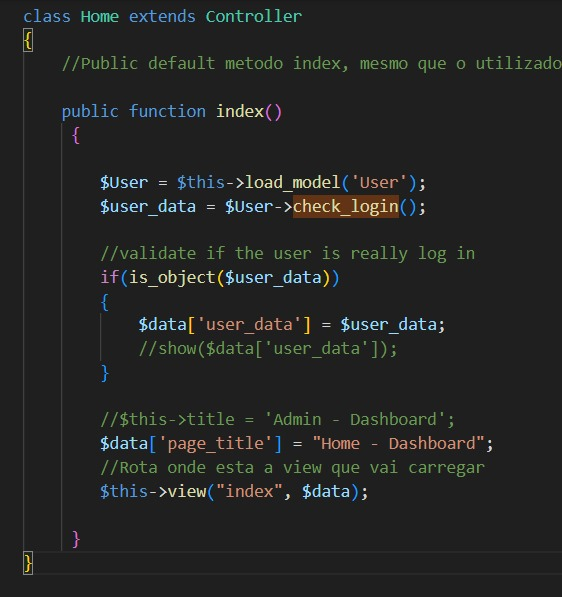 class Home extends Controller
{
//Public default metodo index, mesmo que o utilizado
public function index()
{
$User = $this->load_model('User');
$user_data = $User->check_login();
//validate if the user is really log in
if(is_object($user_data))
{
$data['user_data'] = $user_data;
//show($data['user_data']);
}
//$this->title = 'Admin - Dashboard';
$data['page_title'] = "Home - Dashboard";
//Rota onde esta a view que vai carregar
$this->view("index", $data);
}
}